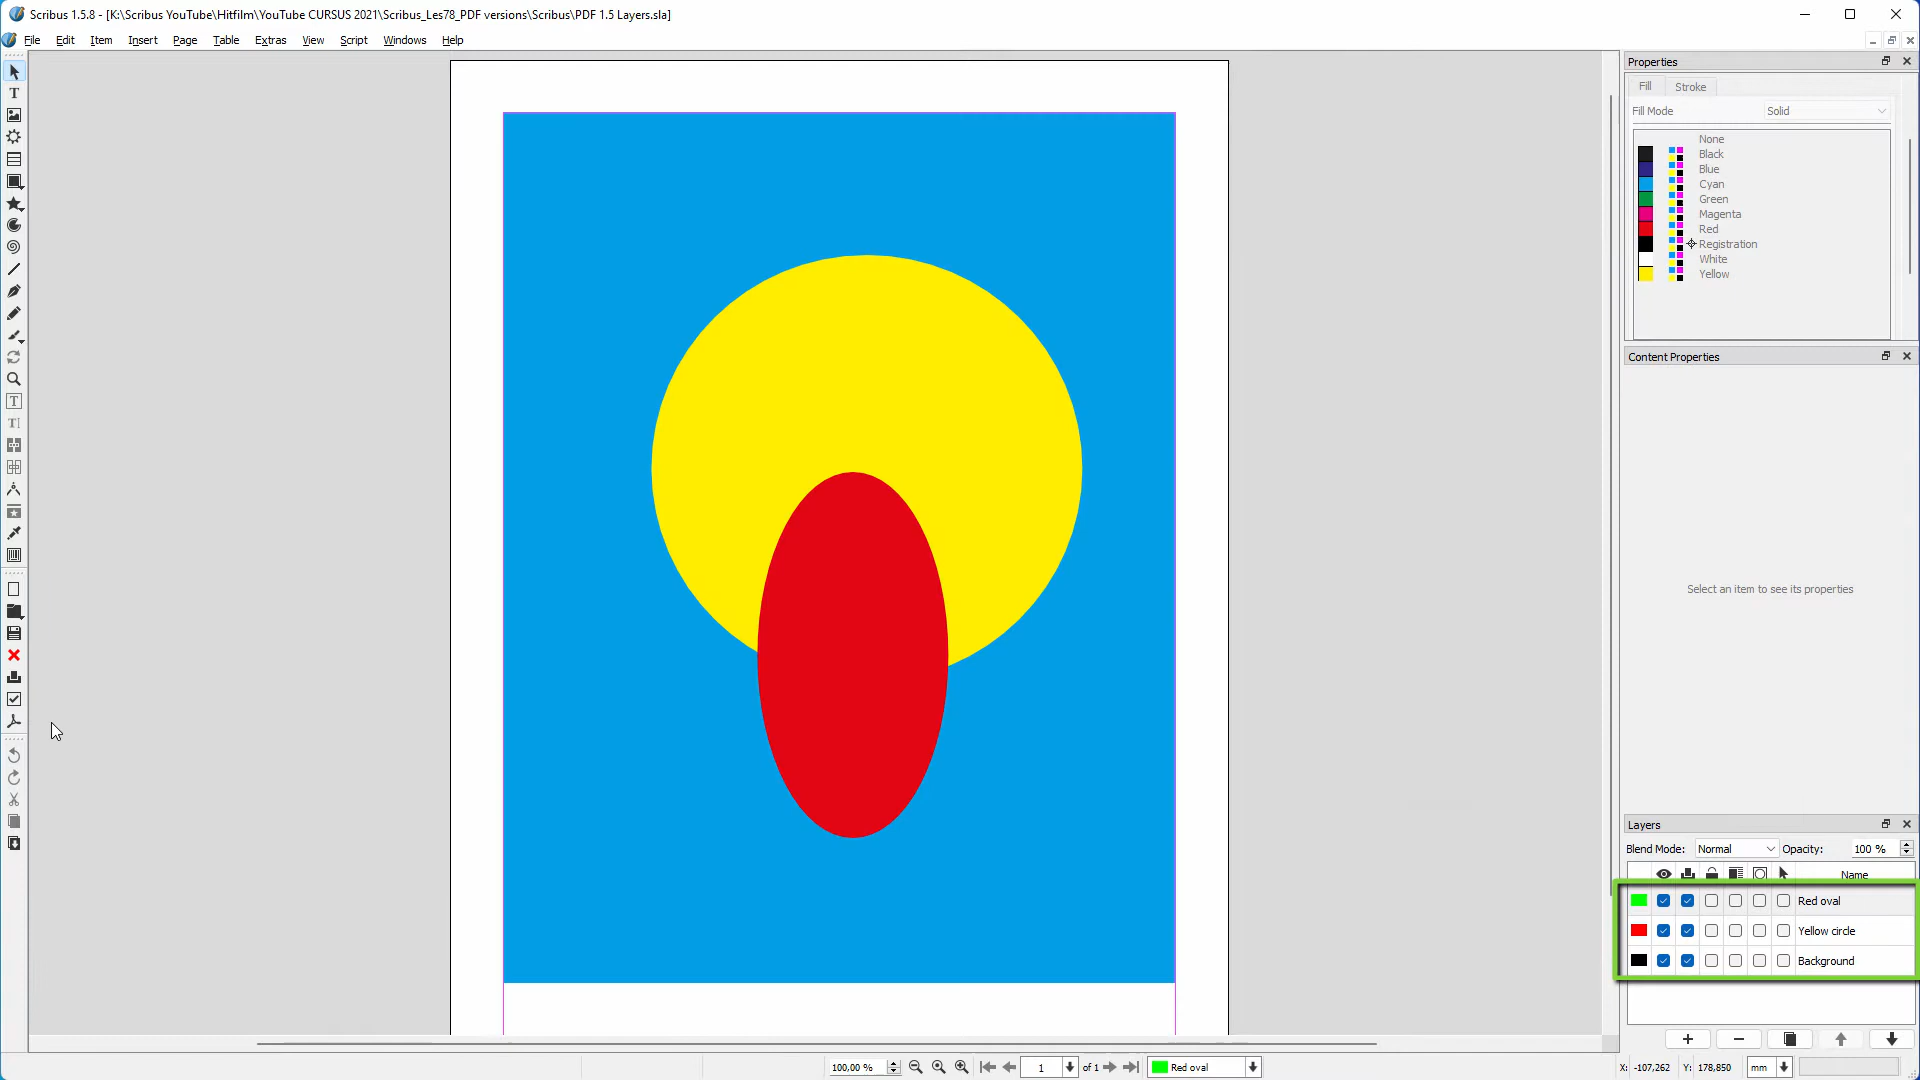 Scribus 1.5.8 - [K:\Scribus YouTube\Hitfilm\YouTube CURSUS 2021\Scribus_Les78_PDF versions\Scribus\PDF 1.5 Layers.sla]
File Edit Item Insert Page Table Extras View Script Windows Help
Properties
Fill Stroke
Fill Mode Solid
None
Black
Blue
Cyan
Green
Magenta
Red
Registration
White
Yellow
Content Properties
Select an item to see its properties
Layers
Blend Mode: Normal Opacity: 100 %
Name
Red oval
Yellow circle
Background
100,00 % 1 of 1 Red oval X: -107,262 Y: 178,850 mm